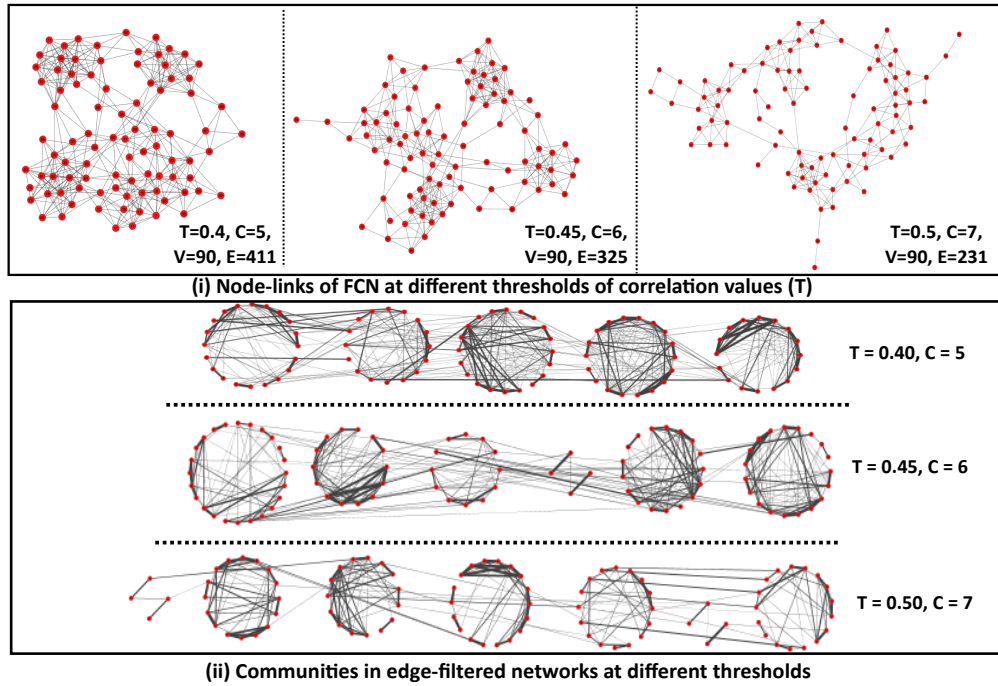 T=0.4, C=5,
V=90, E=411
T=0.45, C=6,
V=90, E=325
T=0.5, C=7,
V=90, E=231
(i) Node-links of FCN at different thresholds of correlation values (T)
T = 0.40, C = 5
T = 0.45, C = 6
T = 0.50, C = 7
(ii) Communities in edge-filtered networks at different thresholds